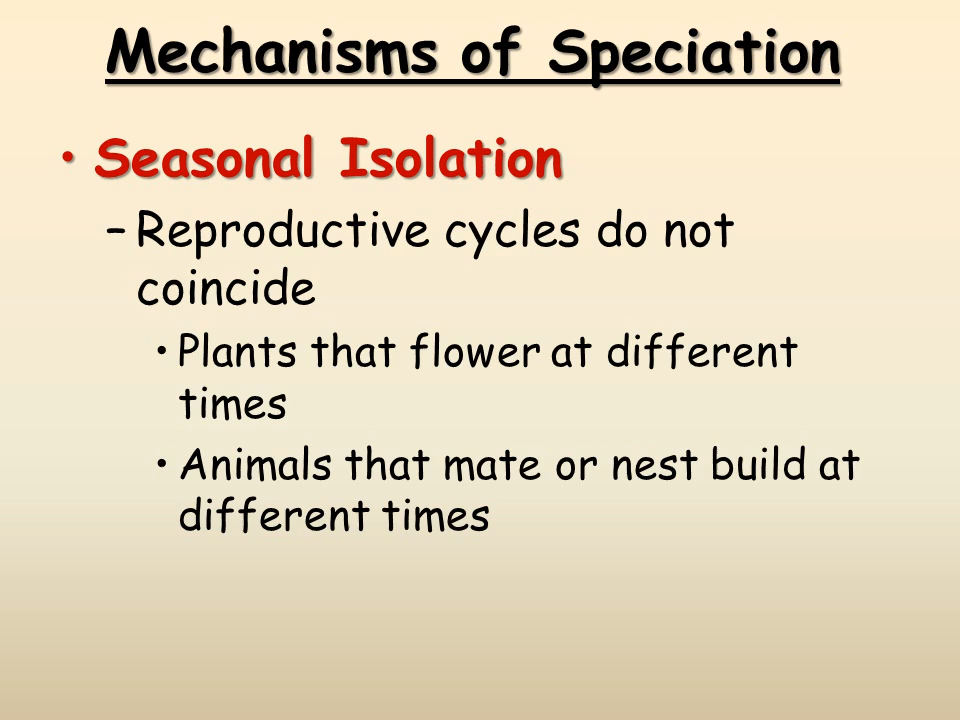 Mechanisms of Speciation
• Seasonal Isolation
– Reproductive cycles do not
coincide
• Plants that flower at different
times
• Animals that mate or nest build at
different times